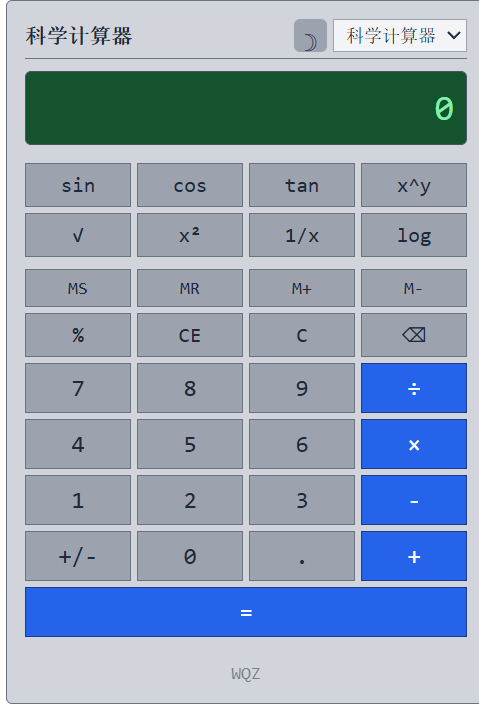 科学计算器 科学计算器
0
sin cos tan x^y
√ x² 1/x log
MS MR M+ M-
% CE C ⌫
7 8 9 ÷
4 5 6 ×
1 2 3 -
+/- 0 . +
=
WQZ